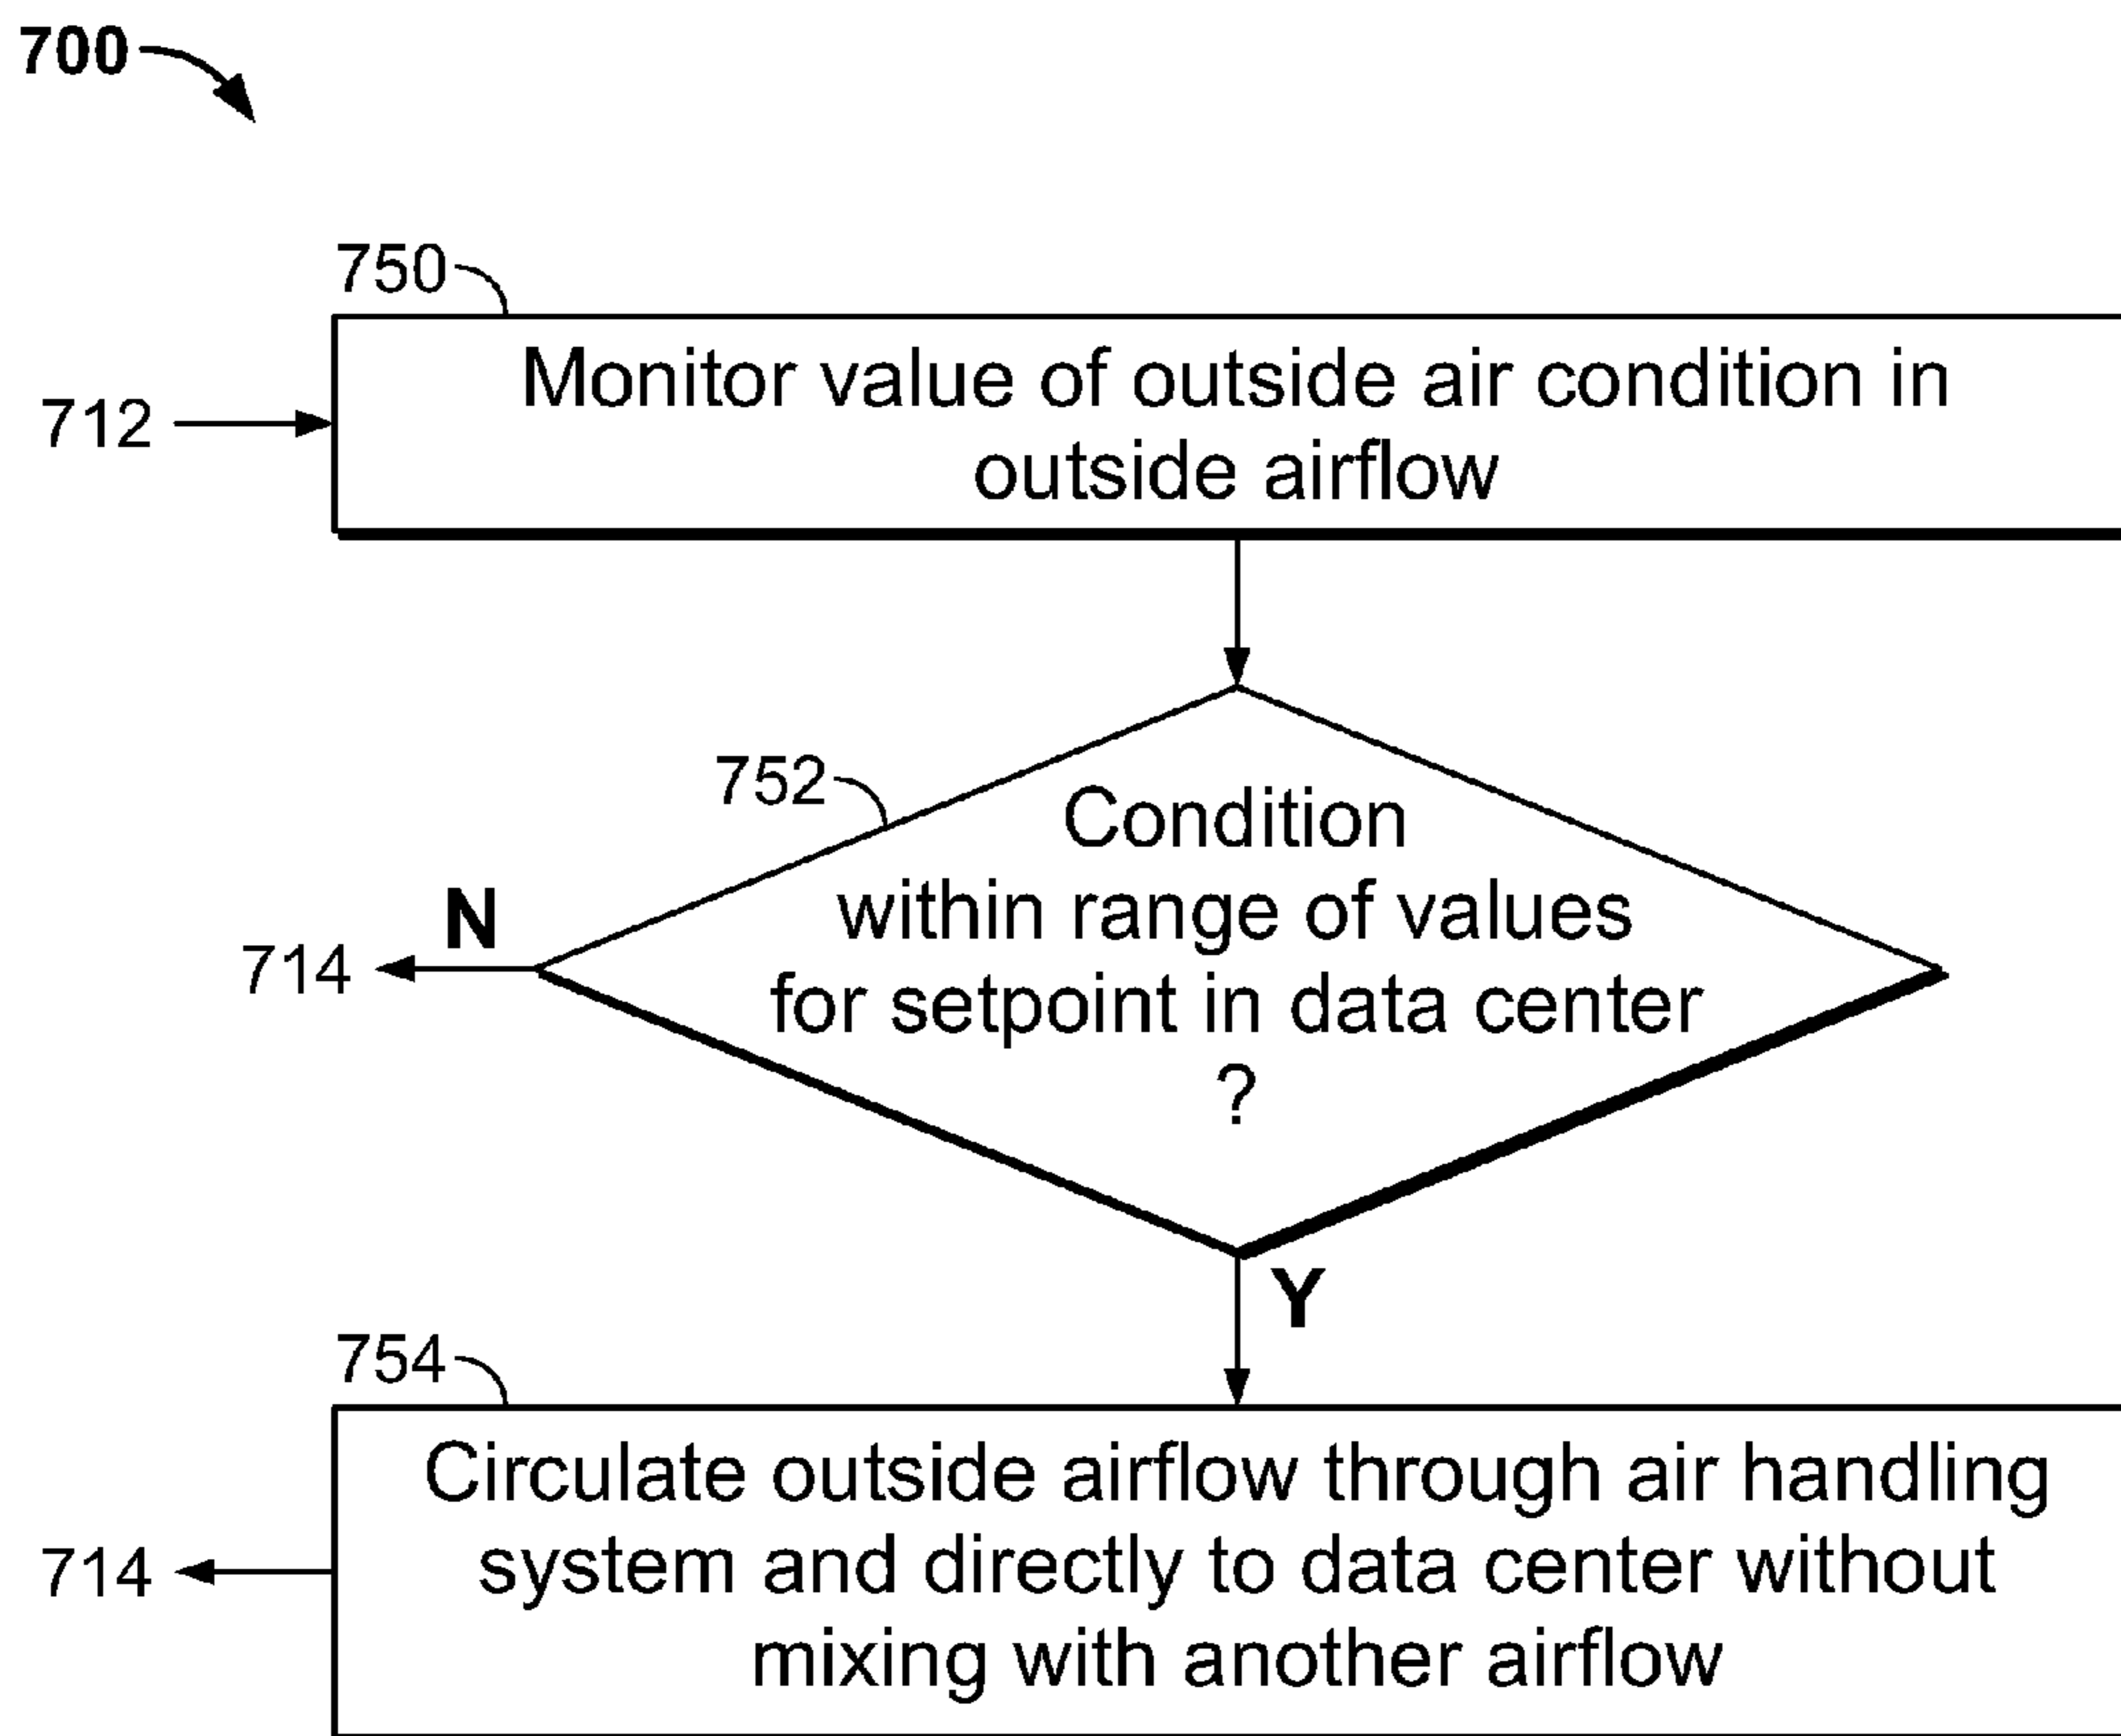 700
750
Monitor value of outside air condition in
outside airflow
712
752
Condition
within range of values
for setpoint in data center
?
N
714
Y
754
Circulate outside airflow through air handling
system and directly to data center without
mixing with another airflow
714